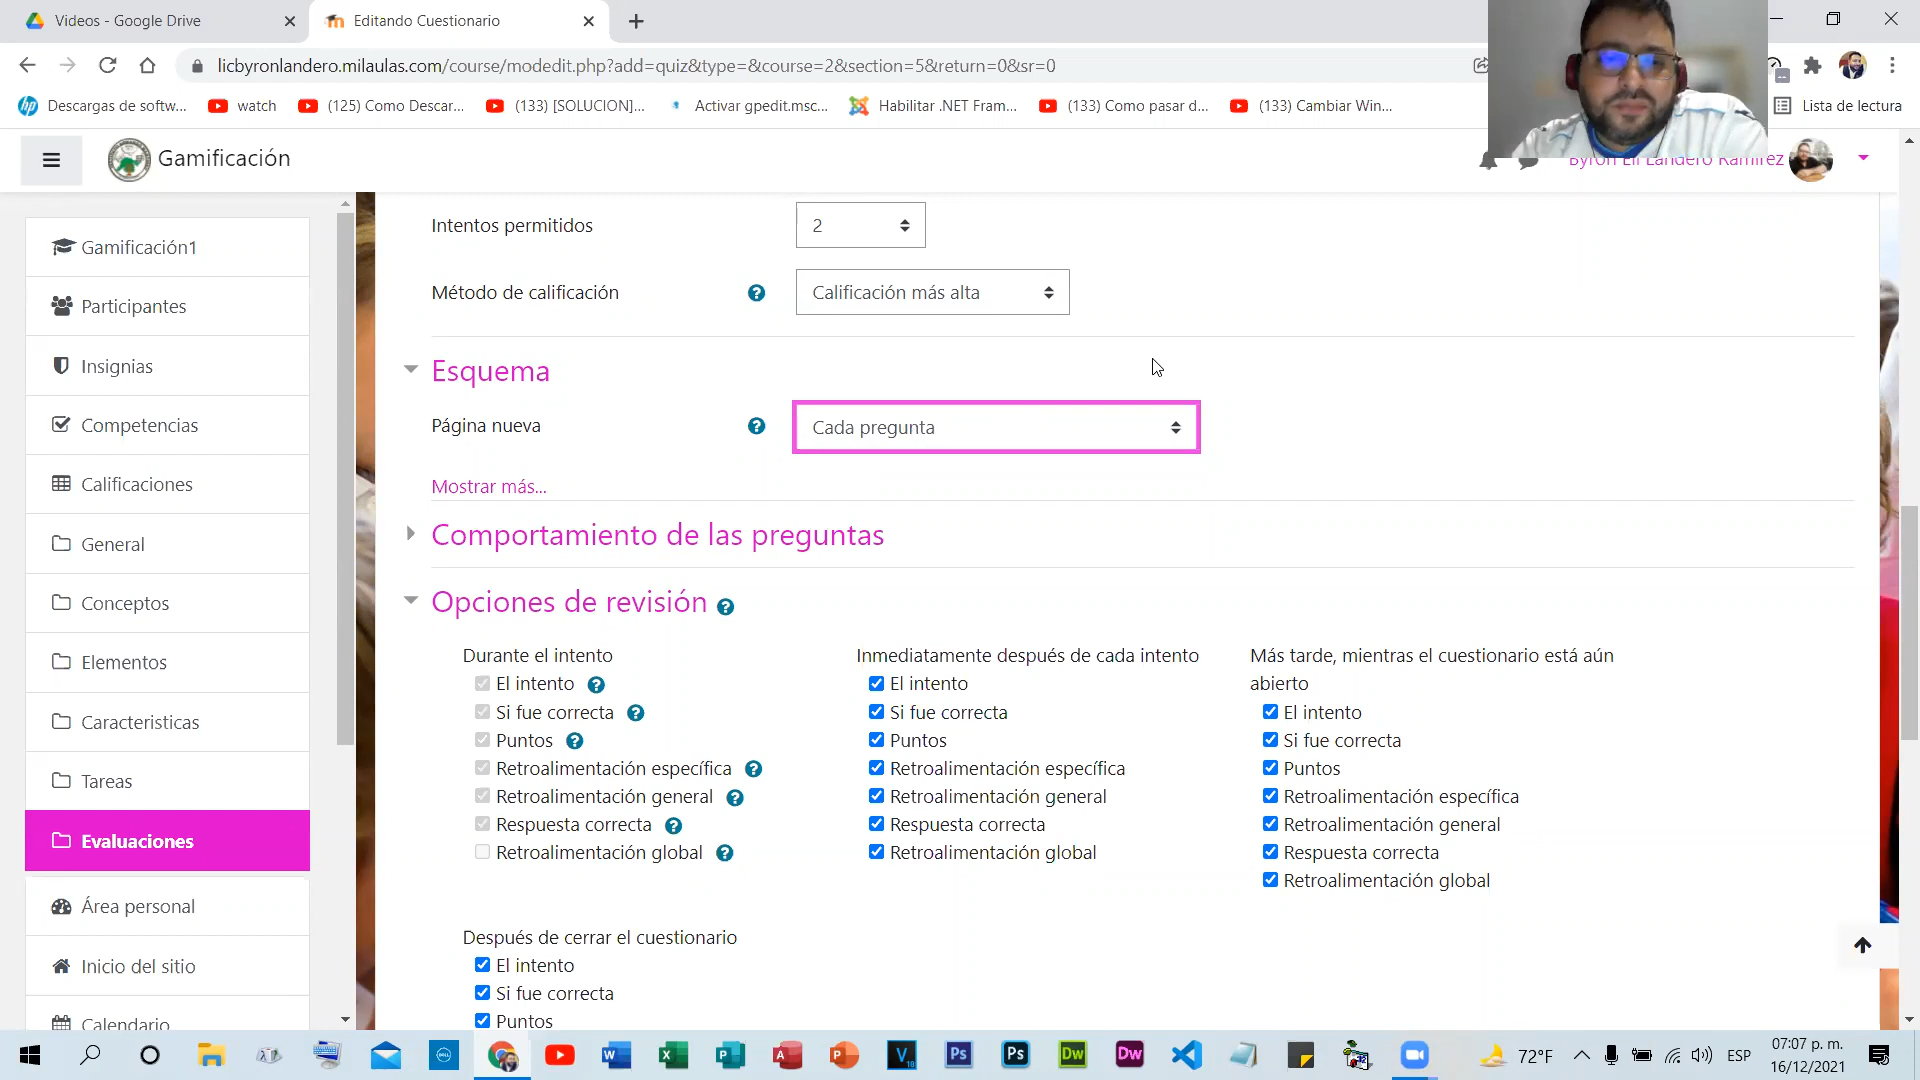 Videos - Google Drive
Editando Cuestionario
licbyronlandero.milaulas.com/course/modedit.php?add=quiz&type=&course=2&section=5&return=0&sr=0
Descargas de softw...
watch
(125) Como Descar...
(133) [SOLUCION]...
Activar gpedit.msc...
Habilitar .NET Fram...
(133) Como pasar d...
(133) Cambiar Win...
Lista de lectura
Gamificación
Byron Elí Landero Ramírez
Gamificación1
Participantes
Insignias
Competencias
Calificaciones
General
Conceptos
Elementos
Caracteristicas
Tareas
Evaluaciones
Área personal
Inicio del sitio
Calendario
Intentos permitidos
2
Método de calificación
Calificación más alta
Esquema
Página nueva
Cada pregunta
Mostrar más...
Comportamiento de las preguntas
Opciones de revisión
Durante el intento
El intento
Si fue correcta
Puntos
Retroalimentación específica
Retroalimentación general
Respuesta correcta
Retroalimentación global
Inmediatamente después de cada intento
El intento
Si fue correcta
Puntos
Retroalimentación específica
Retroalimentación general
Respuesta correcta
Retroalimentación global
Más tarde, mientras el cuestionario está aún
abierto
El intento
Si fue correcta
Puntos
Retroalimentación específica
Retroalimentación general
Respuesta correcta
Retroalimentación global
Después de cerrar el cuestionario
El intento
Si fue correcta
Puntos
72°F
ESP
07:07 p. m.
16/12/2021